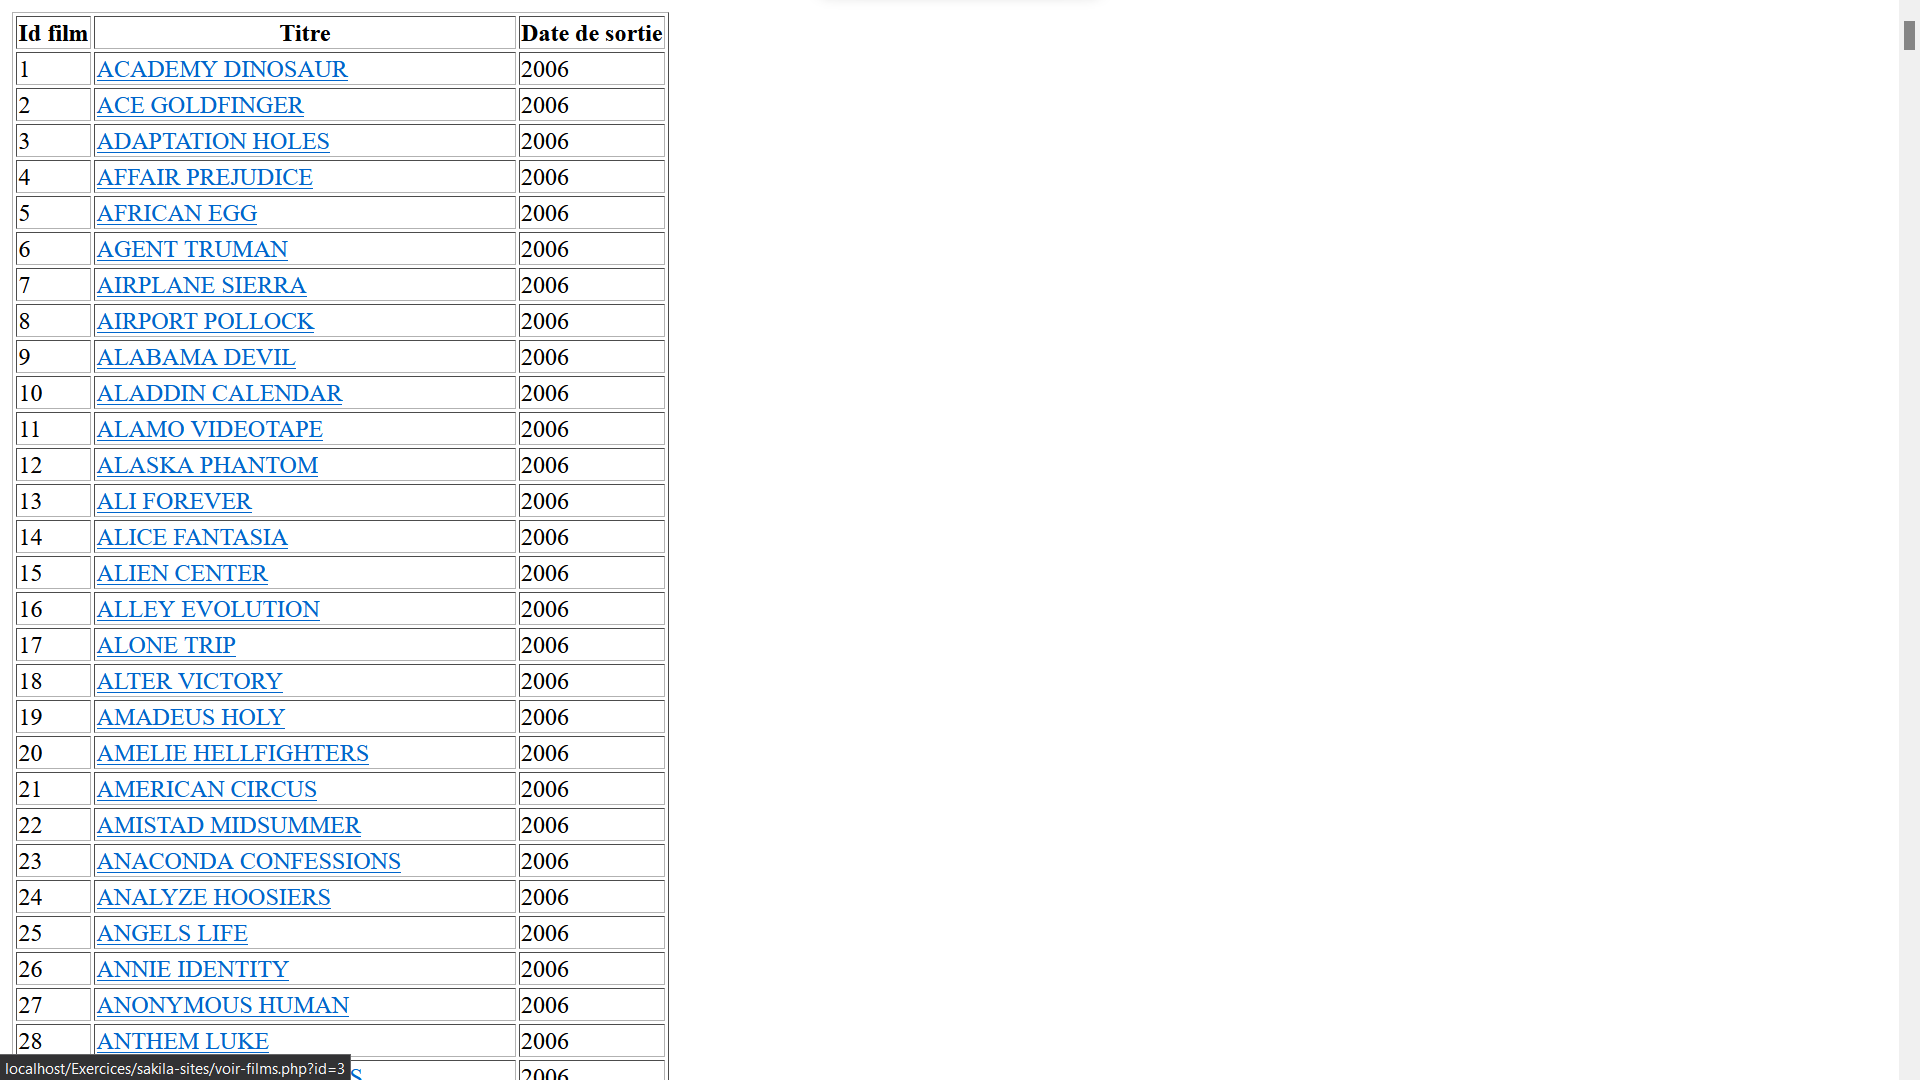 Id film Titre Date de sortie
1 ACADEMY DINOSAUR 2006
2 ACE GOLDFINGER 2006
3 ADAPTATION HOLES 2006
4 AFFAIR PREJUDICE 2006
5 AFRICAN EGG 2006
6 AGENT TRUMAN 2006
7 AIRPLANE SIERRA 2006
8 AIRPORT POLLOCK 2006
9 ALABAMA DEVIL 2006
10 ALADDIN CALENDAR 2006
11 ALAMO VIDEOTAPE 2006
12 ALASKA PHANTOM 2006
13 ALI FOREVER 2006
14 ALICE FANTASIA 2006
15 ALIEN CENTER 2006
16 ALLEY EVOLUTION 2006
17 ALONE TRIP 2006
18 ALTER VICTORY 2006
19 AMADEUS HOLY 2006
20 AMELIE HELLFIGHTERS 2006
21 AMERICAN CIRCUS 2006
22 AMISTAD MIDSUMMER 2006
23 ANACONDA CONFESSIONS 2006
24 ANALYZE HOOSIERS 2006
25 ANGELS LIFE 2006
26 ANNIE IDENTITY 2006
27 ANONYMOUS HUMAN 2006
28 ANTHEM LUKE 2006
2006
localhost/Exercices/sakila-sites/voir-films.php?id=3